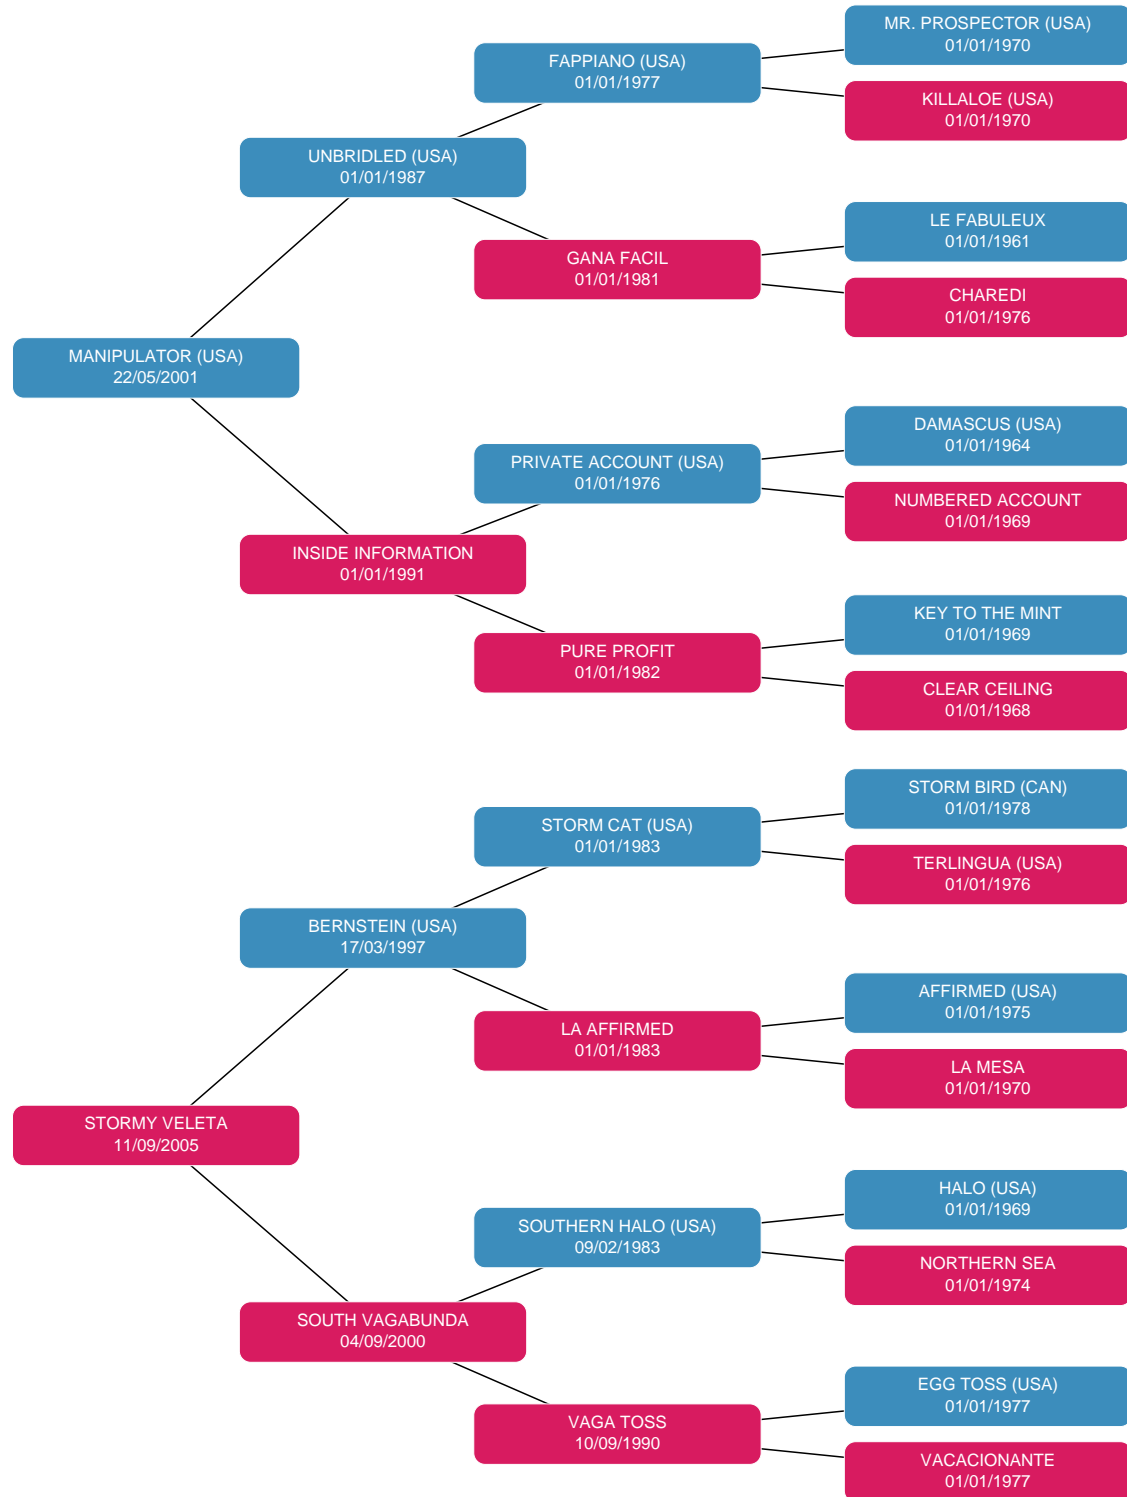 MR. PROSPECTOR (USA)
01/01/1970
FAPPIANO (USA)
01/01/1977
KILLALOE (USA)
01/01/1970
UNBRIDLED (USA)
01/01/1987
LE FABULEUX
01/01/1961
GANA FACIL
01/01/1981
CHAREDI
01/01/1976
MANIPULATOR (USA)
22/05/2001
DAMASCUS (USA)
01/01/1964
PRIVATE ACCOUNT (USA)
01/01/1976
NUMBERED ACCOUNT
01/01/1969
INSIDE INFORMATION
01/01/1991
KEY TO THE MINT
01/01/1969
PURE PROFIT
01/01/1982
CLEAR CEILING
01/01/1968
STORM BIRD (CAN)
01/01/1978
STORM CAT (USA)
01/01/1983
TERLINGUA (USA)
01/01/1976
BERNSTEIN (USA)
17/03/1997
AFFIRMED (USA)
01/01/1975
LA AFFIRMED
01/01/1983
LA MESA
01/01/1970
STORMY VELETA
11/09/2005
HALO (USA)
01/01/1969
SOUTHERN HALO (USA)
09/02/1983
NORTHERN SEA
01/01/1974
SOUTH VAGABUNDA
04/09/2000
EGG TOSS (USA)
01/01/1977
VAGA TOSS
10/09/1990
VACACIONANTE
01/01/1977